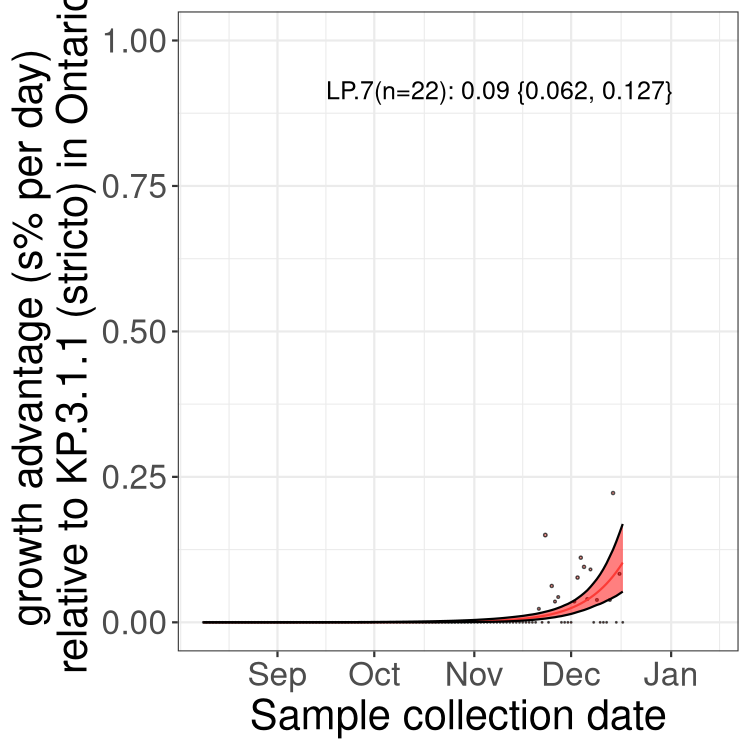 growth advantage (s% per day)
relative to KP.3.1.1 (stricto) in Ontario
1.00
0.75
0.50
0.25
0.00
LP.7(n=22): 0.09 {0.062, 0.127}
Sep Oct Nov Dec Jan
Sample collection date